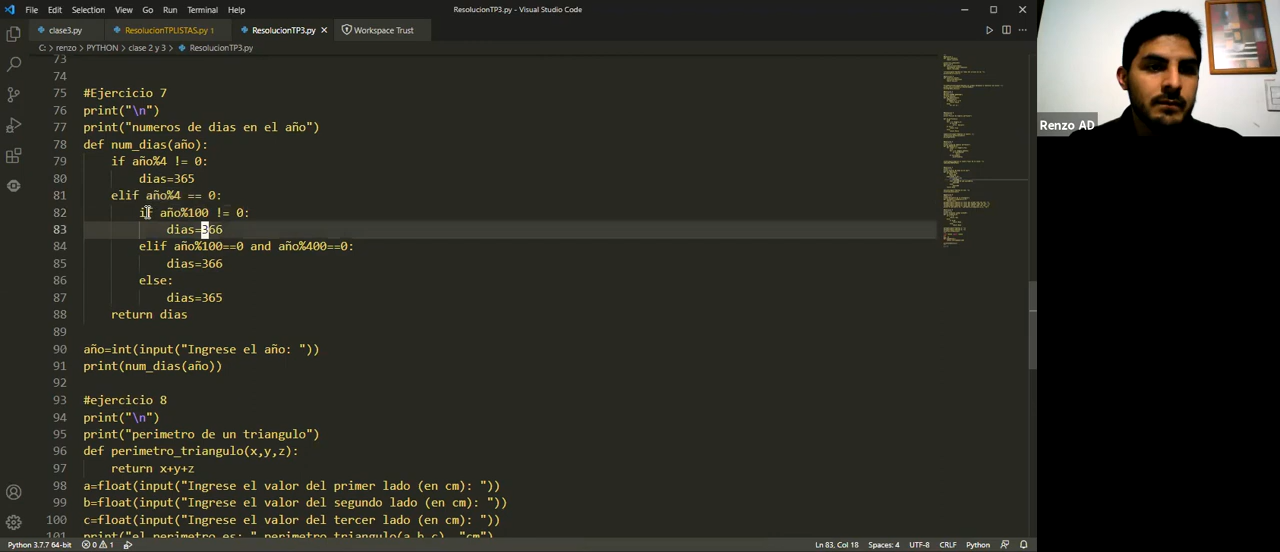 File Edit Selection View Go Run Terminal Help
ResolucionTP3.py - Visual Studio Code
clase3.py
ResolucionTPLISTAS.py 1
ResolucionTP3.py
Workspace Trust
C: > renzo > PYTHON > clase 2 y 3 > ResolucionTP3.py
73
74
75 #Ejercicio 7
76 print("\n")
77 print("numeros de dias en el año")
78 def num_dias(año):
79 if año%4 != 0:
80 dias=365
81 elif año%4 == 0:
82 if año%100 != 0:
83 dias=366
84 elif año%100==0 and año%400==0:
85 dias=366
86 else:
87 dias=365
88 return dias
89
90 año=int(input("Ingrese el año: "))
91 print(num_dias(año))
92
93 #ejercicio 8
94 print("\n")
95 print("perimetro de un triangulo")
96 def perimetro_triangulo(x,y,z):
97 return x+y+z
98 a=float(input("Ingrese el valor del primer lado (en cm): "))
99 b=float(input("Ingrese el valor del segundo lado (en cm): "))
100 c=float(input("Ingrese el valor del tercer lado (en cm): "))
101 print("el perimetro es: ",perimetro_triangulo(a,b,c), "cm")
Renzo AD
Python 3.7.7 64-bit 0 1 Ln 83, Col 18 Spaces: 4 UTF-8 CRLF Python